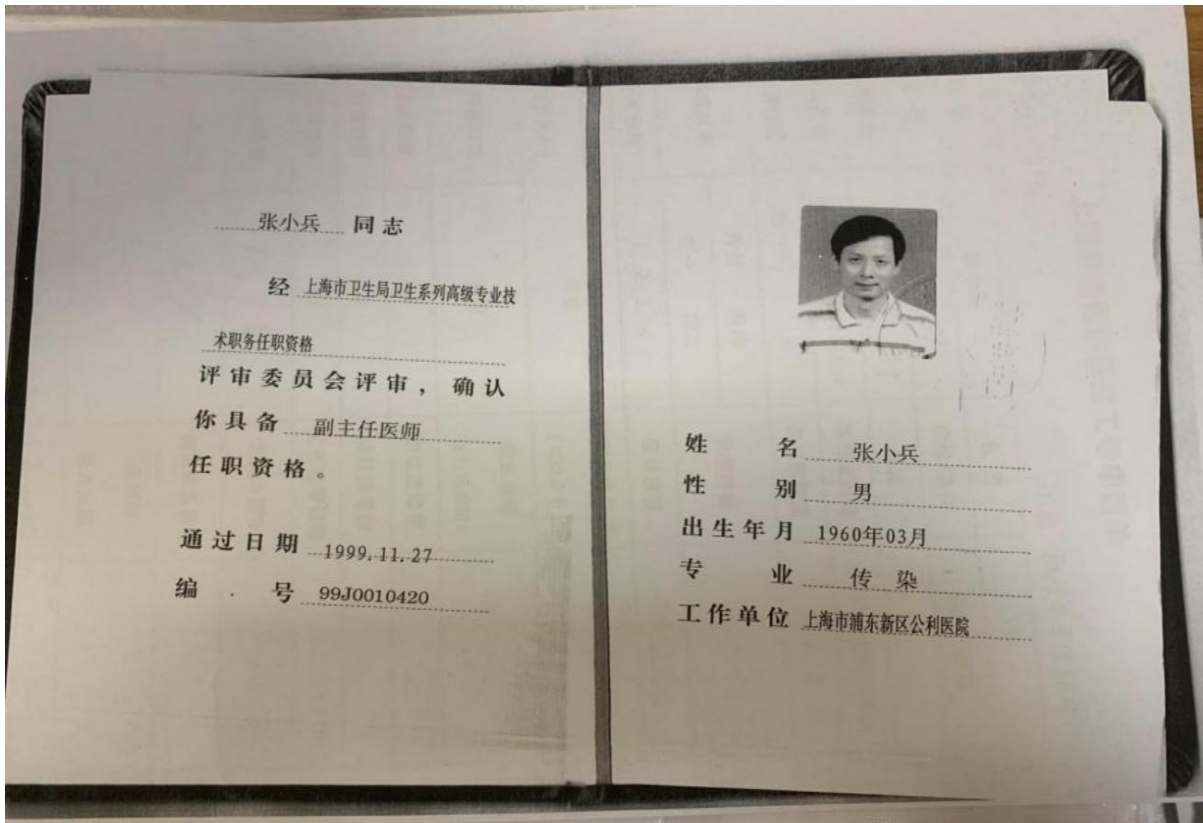 张小兵 同志
经 上海市卫生局卫生系列高级专业技
术职务任职资格
评审委员会评审，确认
你具备 副主任医师
任职资格。
通过日期 1999.11.27
编 号 99J0010420
姓 名 张小兵
性 别 男
出生年月 1960年03月
专 业 传 染
工作单位 上海市浦东新区公利医院